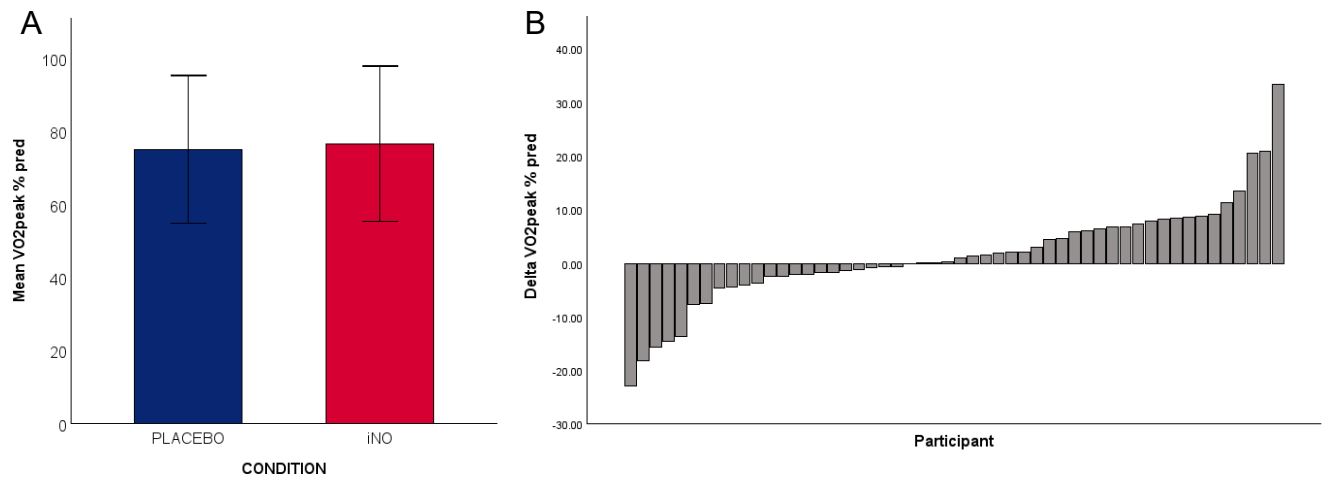 A
Mean VO2peak % pred
100
80
60
40
20
0
PLACEBO
iNO
CONDITION
B
Delta VO2peak % pred
40.00
30.00
20.00
10.00
0.00
-10.00
-20.00
-30.00
Participant